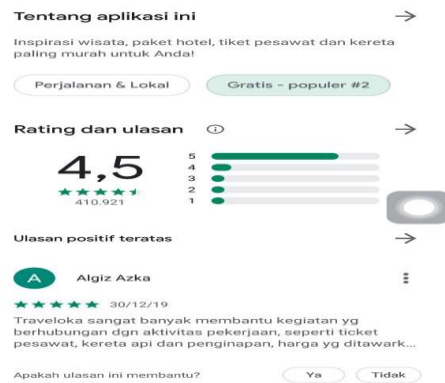 Tentang aplikasi ini
Inspirasi wisata, paket hotel, tiket pesawat dan kereta
paling murah untuk Anda!
Perjalanan & Lokal
Gratis - populer #2
Rating dan ulasan
4,5
410.921
5
4
3
2
1
Ulasan positif teratas
A
Algiz Azka
30/12/19
Traveloka sangat banyak membantu kegiatan yg
berhubungan dgn aktivitas pekerjaan, seperti ticket
pesawat, kereta api dan penginapan, harga yg ditawark...
Apakah ulasan ini membantu?
Ya
Tidak